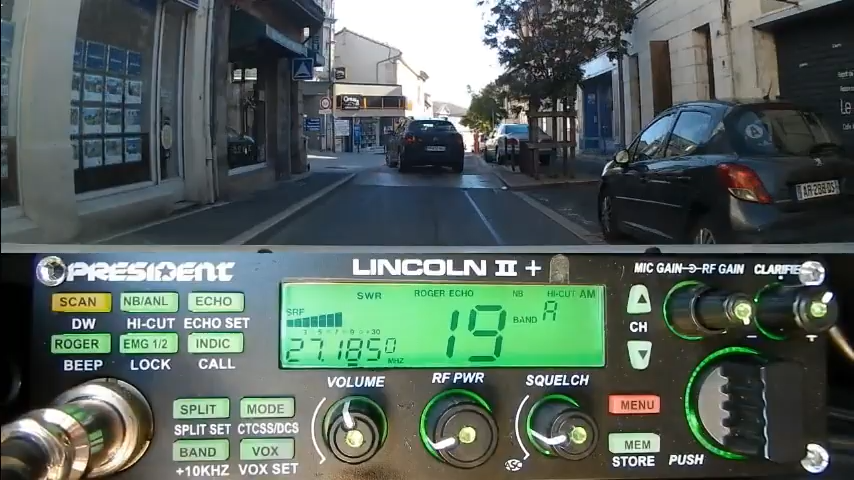 AR-288-DS
PRESIDENT
LINCOLN II +
MIC GAIN RF GAIN
CLARIFIER
SCAN
NB/ANL
ECHO
DW
HI-CUT
ECHO SET
ROGER
EMG 1/2
INDIC
BEEP
LOCK
CALL
SWR
ROGER ECHO
NB
HI-CUT AM
SRF
19
BAND A
27.1850 MHZ
CH
VOLUME
RF PWR
SQUELCH
SPLIT
MODE
SPLIT SET
CTCSS/DCS
BAND
VOX
+10KHZ
VOX SET
ASC
MENU
MEM
STORE
PUSH